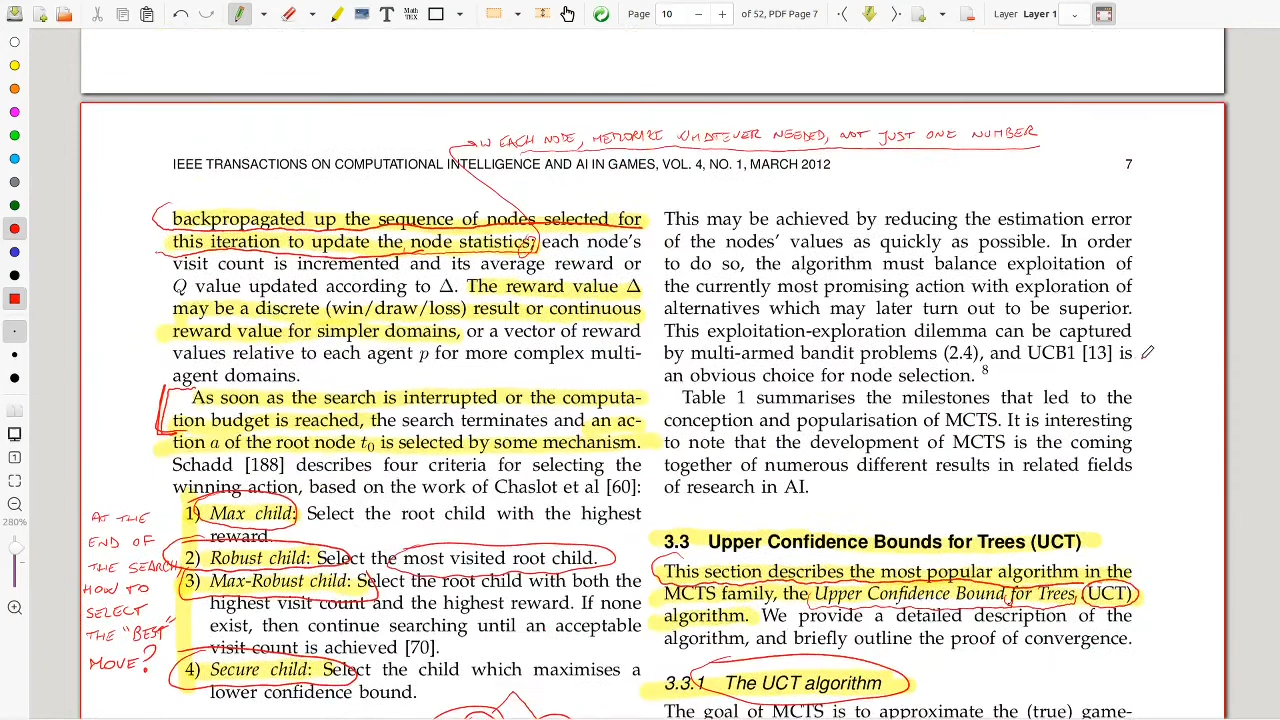 Page 10 of 52 PDF Page 7 Layer Layer 1
280%
IN EACH NODE, MEMORIZE WHATEVER NEEDED, NOT JUST ONE NUMBER
IEEE TRANSACTIONS ON COMPUTATIONAL INTELLIGENCE AND AI IN GAMES, VOL. 4, NO. 1, MARCH 2012 7
backpropagated up the sequence of nodes selected for
this iteration to update the node statistics; each node's
visit count is incremented and its average reward or
Q value updated according to Δ. The reward value Δ
may be a discrete (win/draw/loss) result or continuous
reward value for simpler domains, or a vector of reward
values relative to each agent p for more complex multi-
agent domains.
As soon as the search is interrupted or the computa-
tion budget is reached, the search terminates and an ac-
tion a of the root node t0 is selected by some mechanism.
Schadd [188] describes four criteria for selecting the
winning action, based on the work of Chaslot et al [60]:
1) Max child: Select the root child with the highest
reward.
2) Robust child: Select the most visited root child.
3) Max-Robust child: Select the root child with both the
highest visit count and the highest reward. If none
exist, then continue searching until an acceptable
visit count is achieved [70].
4) Secure child: Select the child which maximises a
lower confidence bound.
AT THE
END OF
THE SEARCH
HOW TO
SELECT
THE "BEST"
MOVE?
This may be achieved by reducing the estimation error
of the nodes' values as quickly as possible. In order
to do so, the algorithm must balance exploitation of
the currently most promising action with exploration of
alternatives which may later turn out to be superior.
This exploitation-exploration dilemma can be captured
by multi-armed bandit problems (2.4), and UCB1 [13] is
an obvious choice for node selection. 8
Table 1 summarises the milestones that led to the
conception and popularisation of MCTS. It is interesting
to note that the development of MCTS is the coming
together of numerous different results in related fields
of research in AI.
3.3 Upper Confidence Bounds for Trees (UCT)
This section describes the most popular algorithm in the
MCTS family, the Upper Confidence Bound for Trees (UCT)
algorithm. We provide a detailed description of the
algorithm, and briefly outline the proof of convergence.
3.3.1 The UCT algorithm
The goal of MCTS is to approximate the (true) game-